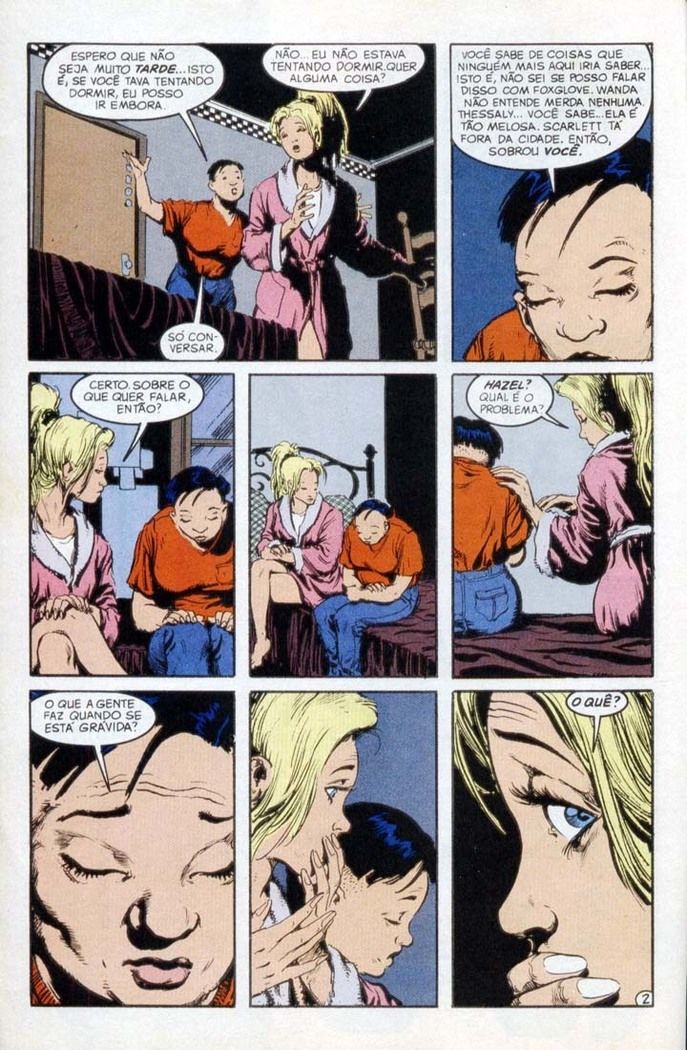 ESPERO QUE NÃO
SEJA MUITO TARDE...ISTO
É, SE VOCÊ TAVA TENTANDO
DORMIR, EU POSSO
IR EMBORA.
NÃO... EU NÃO ESTAVA
TENTANDO DORMIR. QUER
ALGUMA COISA?
SÓ CON-
VERSAR.
VOCÊ SABE DE COISAS QUE
NINGUÉM MAIS AQUI IRIA SABER...
ISTO É, NÃO SEI SE POSSO FALAR
DISSO COM FOXGLOVE. WANDA
NÃO ENTENDE MERDA NENHUMA.
THESSALY... VOCÊ SABE...ELA É
TÃO MELOSA. SCARLETT TÁ
FORA DA CIDADE. ENTÃO,
SOBROU VOCÊ.
CERTO. SOBRE O
QUE QUER FALAR,
ENTÃO?
HAZEL?
QUAL É O
PROBLEMA?
O QUE A GENTE
FAZ QUANDO SE
ESTÁ GRÁVIDA?
O QUÊ?
2